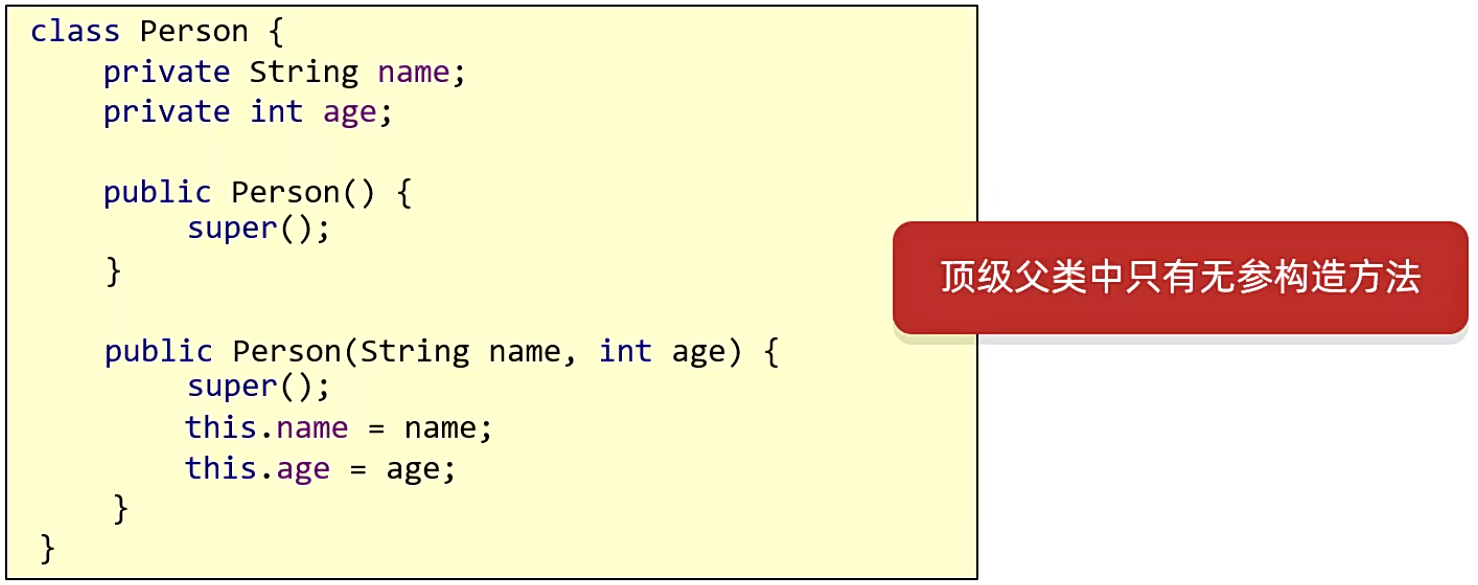 class Person {
private String name;
private int age;
public Person() {
super();
}
顶级父类中只有无参构造方法
public Person(String name, int age) {
super();
this.name = name;
this.age = age;
}
}